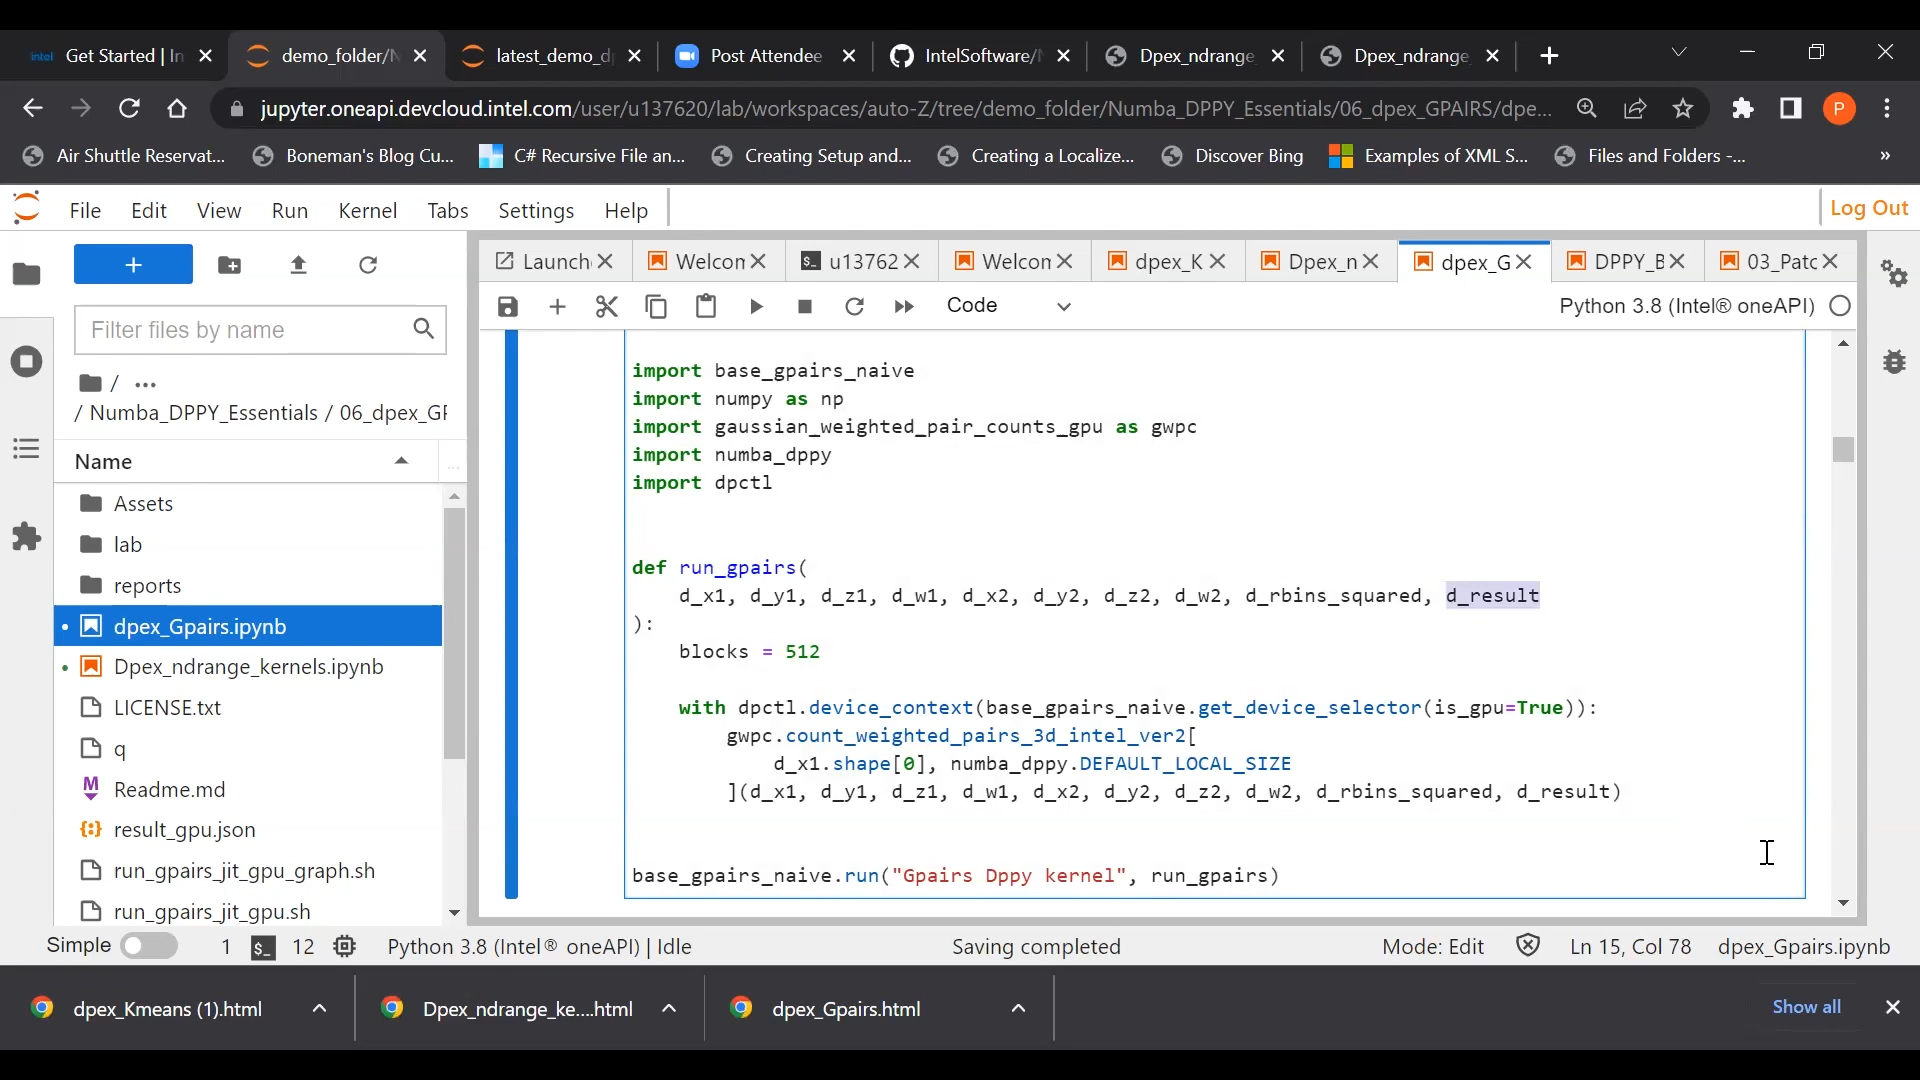 intel Get Started | In
demo_folder/N
latest_demo_d
Post Attendee
IntelSoftware/N
Dpex_ndrange_
Dpex_ndrange_
jupyter.oneapi.devcloud.intel.com/user/u137620/lab/workspaces/auto-Z/tree/demo_folder/Numba_DPPY_Essentials/06_dpex_GPAIRS/dpe...
P
Air Shuttle Reservat...
Boneman's Blog Cu...
C# Recursive File an...
Creating Setup and...
Creating a Localize...
Discover Bing
Examples of XML S...
Files and Folders -...
»
File Edit View Run Kernel Tabs Settings Help
Log Out
Launch
Welcon
u13762
Welcon
dpex_K
Dpex_n
dpex_G
DPPY_B
03_Patc
Code
Python 3.8 (Intel® oneAPI)
Filter files by name
/ ...
/ Numba_DPPY_Essentials / 06_dpex_GF
Name
Assets
lab
reports
dpex_Gpairs.ipynb
Dpex_ndrange_kernels.ipynb
LICENSE.txt
q
Readme.md
result_gpu.json
run_gpairs_jit_gpu_graph.sh
run_gpairs_jit_gpu.sh
import base_gpairs_naive
import numpy as np
import gaussian_weighted_pair_counts_gpu as gwpc
import numba_dppy
import dpctl
def run_gpairs(
d_x1, d_y1, d_z1, d_w1, d_x2, d_y2, d_z2, d_w2, d_rbins_squared, d_result
):
blocks = 512
with dpctl.device_context(base_gpairs_naive.get_device_selector(is_gpu=True)):
gwpc.count_weighted_pairs_3d_intel_ver2[
d_x1.shape[0], numba_dppy.DEFAULT_LOCAL_SIZE
](d_x1, d_y1, d_z1, d_w1, d_x2, d_y2, d_z2, d_w2, d_rbins_squared, d_result)
base_gpairs_naive.run("Gpairs Dppy kernel", run_gpairs)
Simple 1 $_ 12 Python 3.8 (Intel® oneAPI) | Idle Saving completed Mode: Edit Ln 15, Col 78 dpex_Gpairs.ipynb
dpex_Kmeans (1).html
Dpex_ndrange_ke....html
dpex_Gpairs.html
Show all